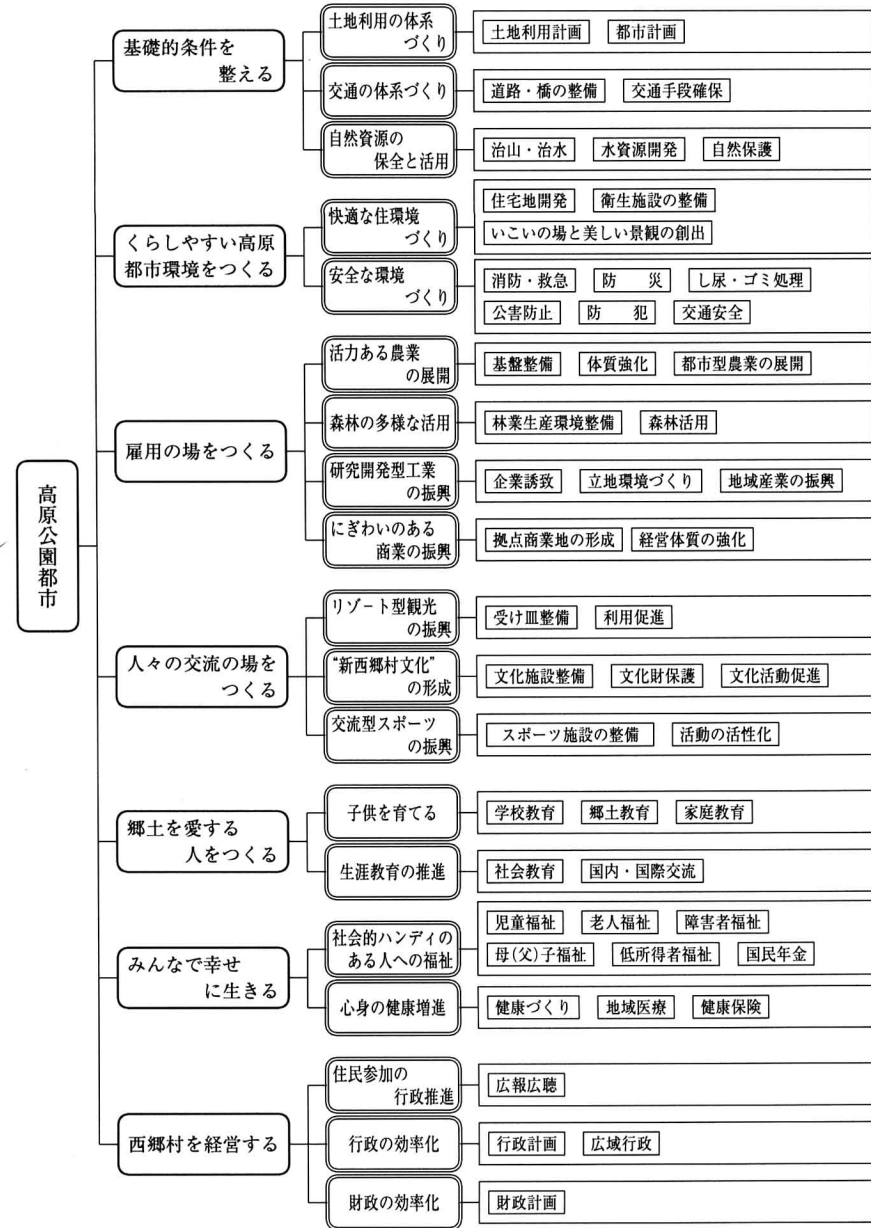 高原公園都市
基礎的条件を
整える
土地利用の体系
づくり
土地利用計画 都市計画
交通の体系づくり
道路・橋の整備 交通手段確保
自然資源の
保全と活用
治山・治水 水資源開発 自然保護
くらしやすい高原
都市環境をつくる
快適な住環境
づくり
住宅地開発 衛生施設の整備
いこいの場と美しい景観の創出
安全な環境
づくり
消防・救急 防 災 し尿・ゴミ処理
公害防止 防 犯 交通安全
雇用の場をつくる
活力ある農業
の展開
基盤整備 体質強化 都市型農業の展開
森林の多様な活用
林業生産環境整備 森林活用
研究開発型工業
の振興
企業誘致 立地環境づくり 地域産業の振興
にぎわいのある
商業の振興
拠点商業地の形成 経営体質の強化
人々の交流の場を
つくる
リゾート型観光
の振興
受け皿整備 利用促進
“新西郷村文化”
の形成
文化施設整備 文化財保護 文化活動促進
交流型スポーツ
の振興
スポーツ施設の整備 活動の活性化
郷土を愛する
人をつくる
子供を育てる
学校教育 郷土教育 家庭教育
生涯教育の推進
社会教育 国内・国際交流
みんなで幸せ
に生きる
社会的ハンディの
ある人への福祉
児童福祉 老人福祉 障害者福祉
母(父)子福祉 低所得者福祉 国民年金
心身の健康増進
健康づくり 地域医療 健康保険
西郷村を経営する
住民参加の
行政推進
広報広聴
行政の効率化
行政計画 広域行政
財政の効率化
財政計画